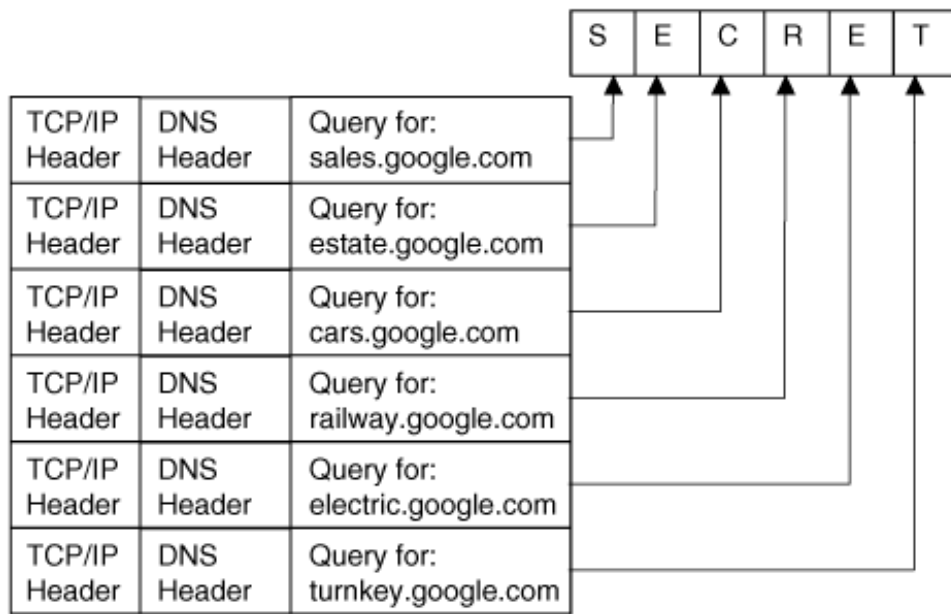 S E C R E T
TCP/IP Header DNS Header Query for: sales.google.com
TCP/IP Header DNS Header Query for: estate.google.com
TCP/IP Header DNS Header Query for: cars.google.com
TCP/IP Header DNS Header Query for: railway.google.com
TCP/IP Header DNS Header Query for: electric.google.com
TCP/IP Header DNS Header Query for: turnkey.google.com